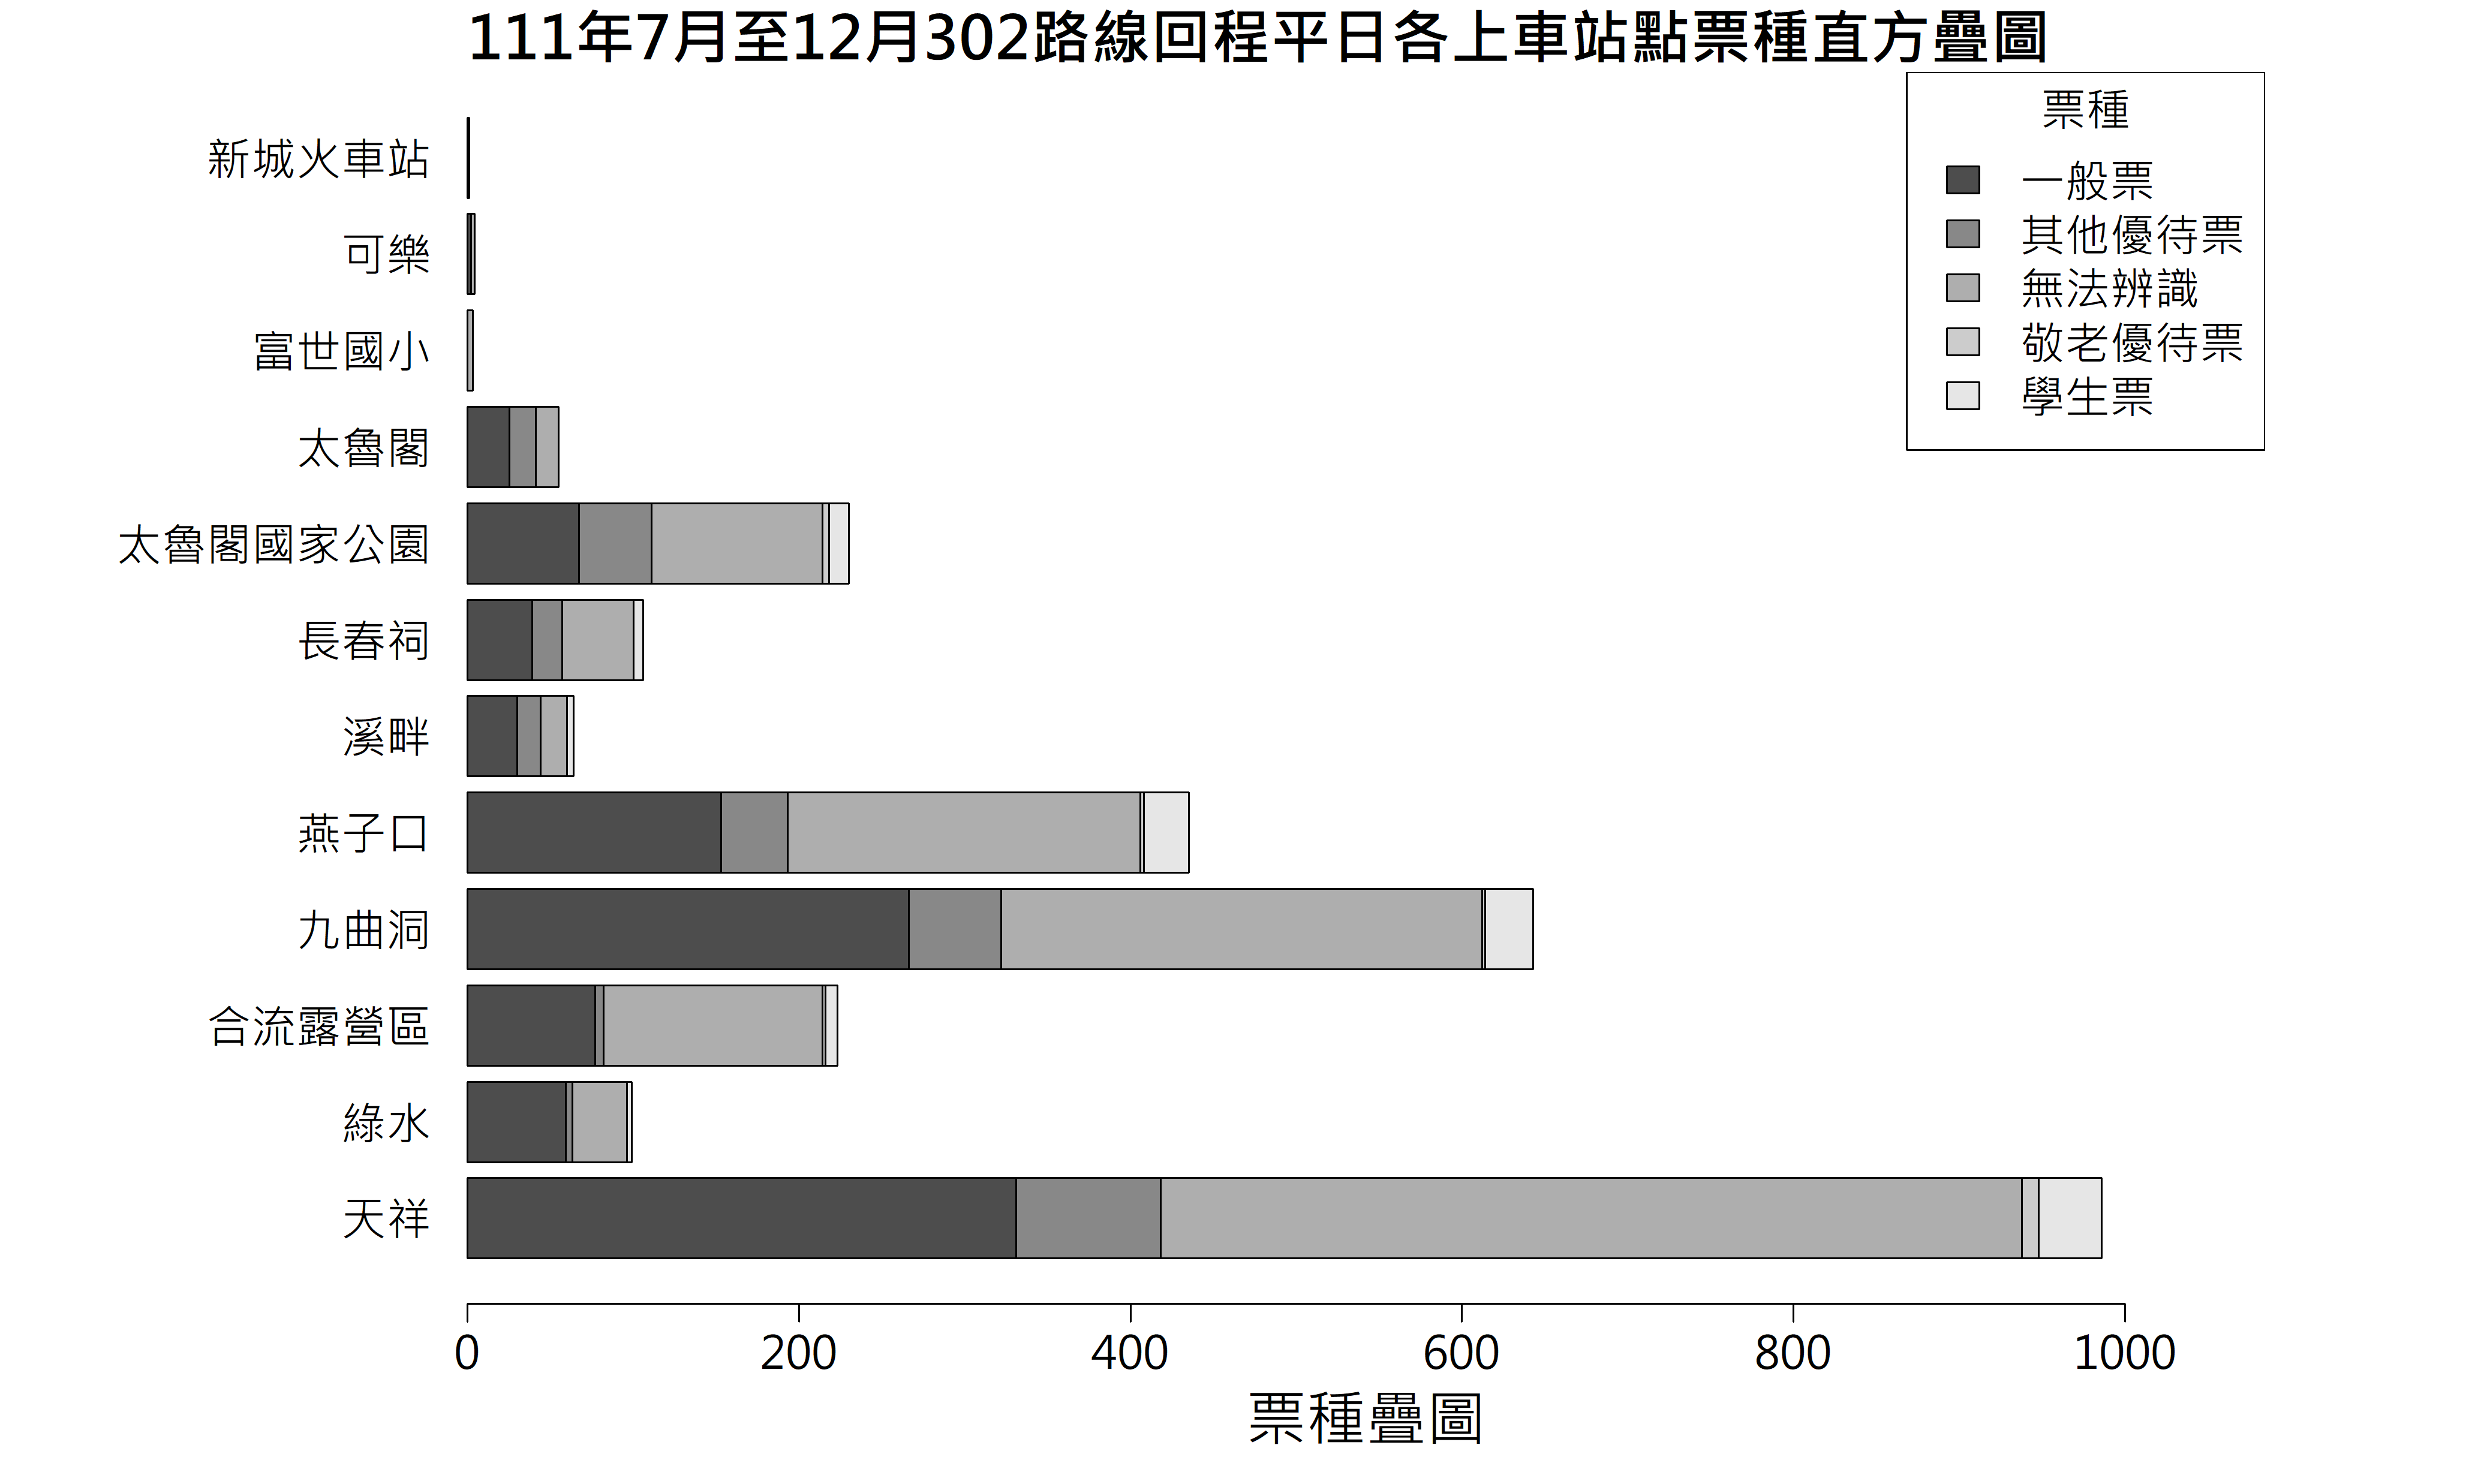 111年7月至12月302路線回程平日各上車站點票種直方疊圖
票種
一般票
其他優待票
無法辨識
敬老優待票
學生票
新城火車站
可樂
富世國小
太魯閣
太魯閣國家公園
長春祠
溪畔
燕子口
九曲洞
合流露營區
綠水
天祥
0 200 400 600 800 1000
票種疊圖